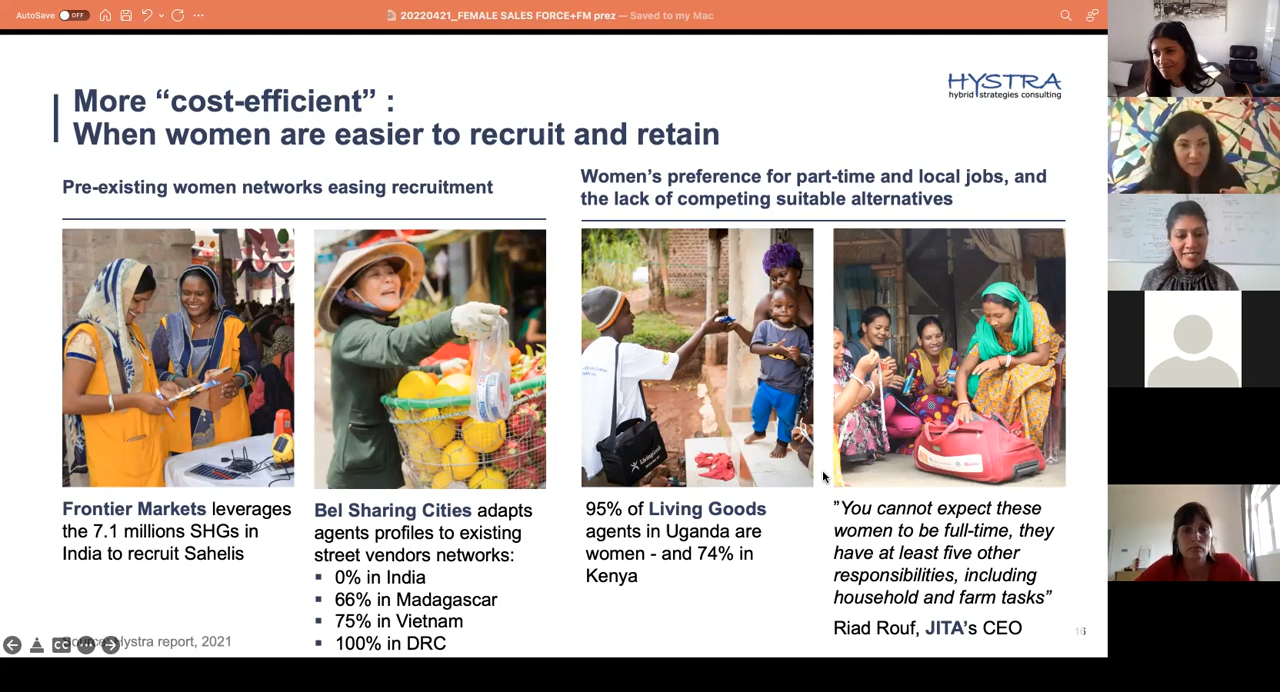 AutoSave OFF
20220421_FEMALE SALES FORCE+FM prez — Saved to my Mac
HYSTRA
hybrid strategies consulting
More “cost-efficient” :
When women are easier to recruit and retain
Pre-existing women networks easing recruitment
Women’s preference for part-time and local jobs, and
the lack of competing suitable alternatives
Frontier Markets leverages
the 7.1 millions SHGs in
India to recruit Sahelis
Bel Sharing Cities adapts
agents profiles to existing
street vendors networks:
▪ 0% in India
▪ 66% in Madagascar
▪ 75% in Vietnam
▪ 100% in DRC
95% of Living Goods
agents in Uganda are
women - and 74% in
Kenya
”You cannot expect these
women to be full-time, they
have at least five other
responsibilities, including
household and farm tasks”
Riad Rouf, JITA’s CEO
CC
Hystra report, 2021
16